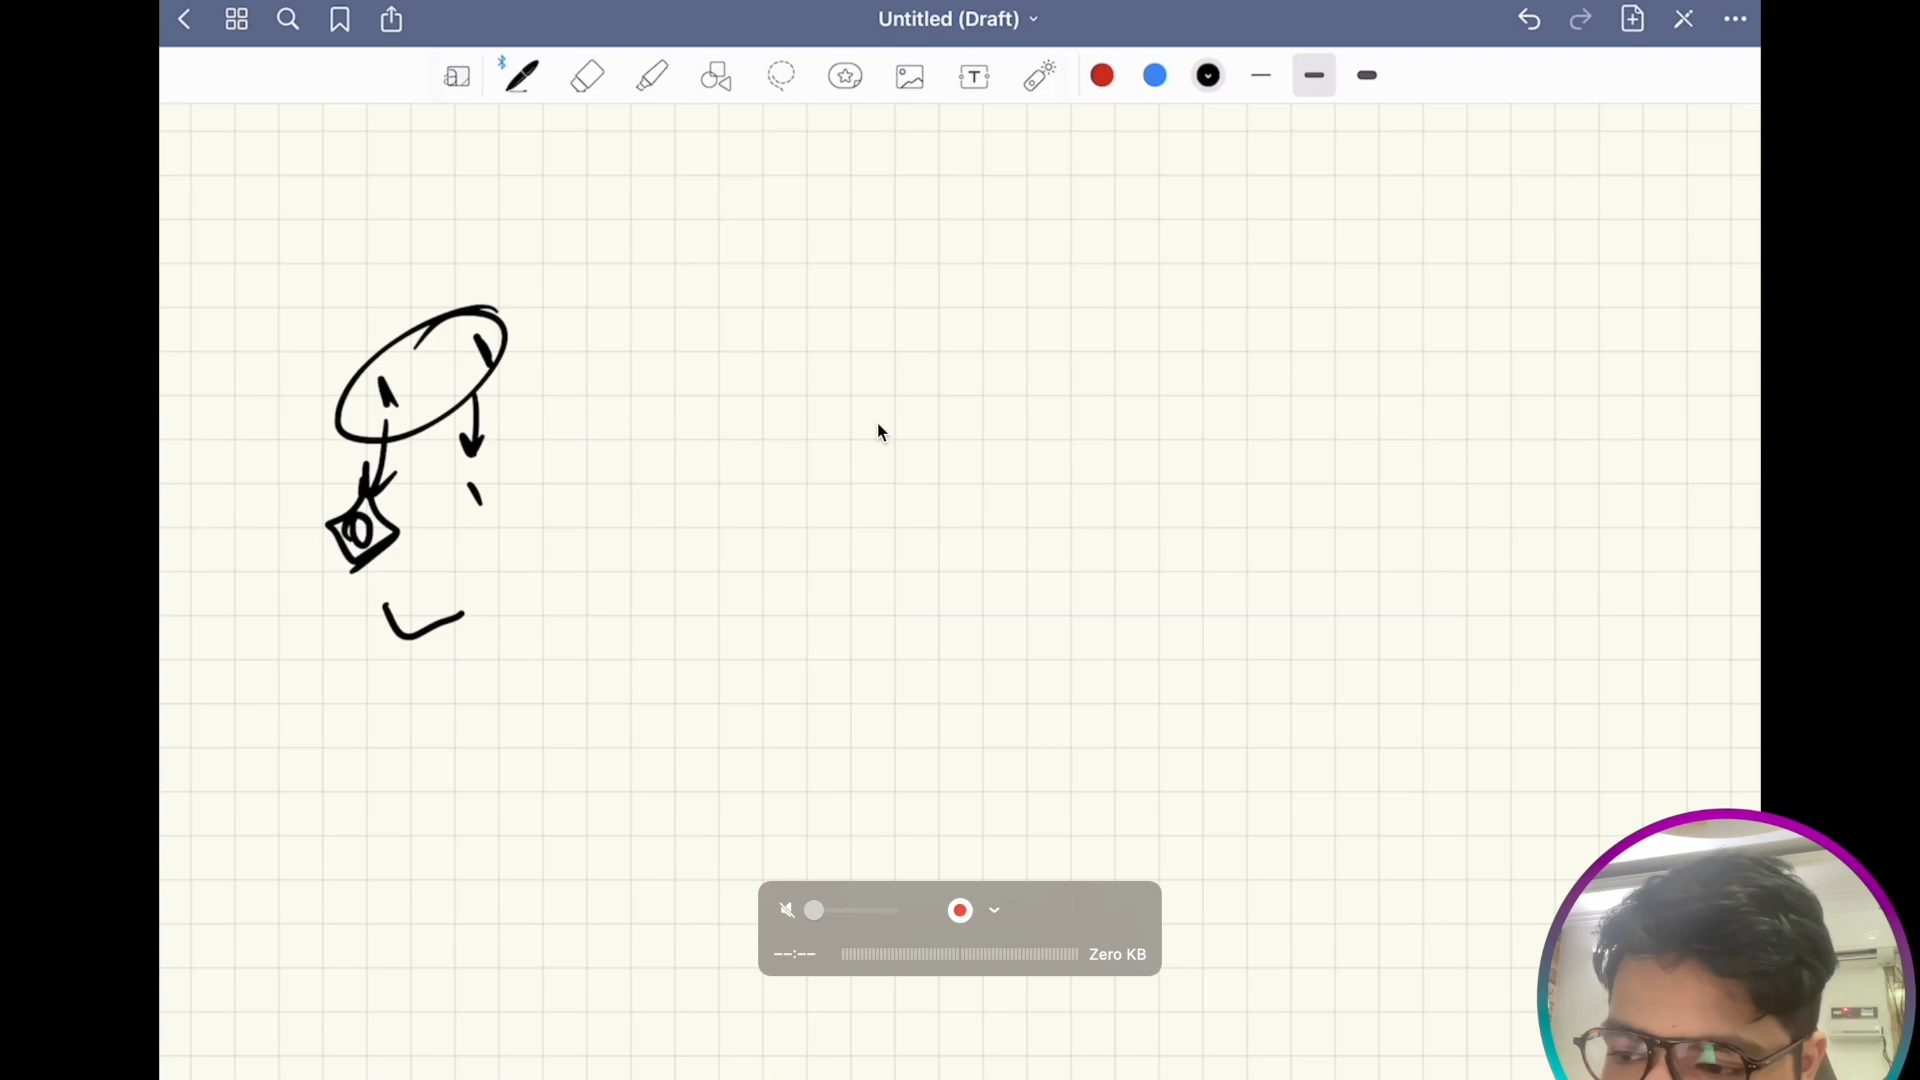 Untitled (Draft)
T
--:--
Zero KB